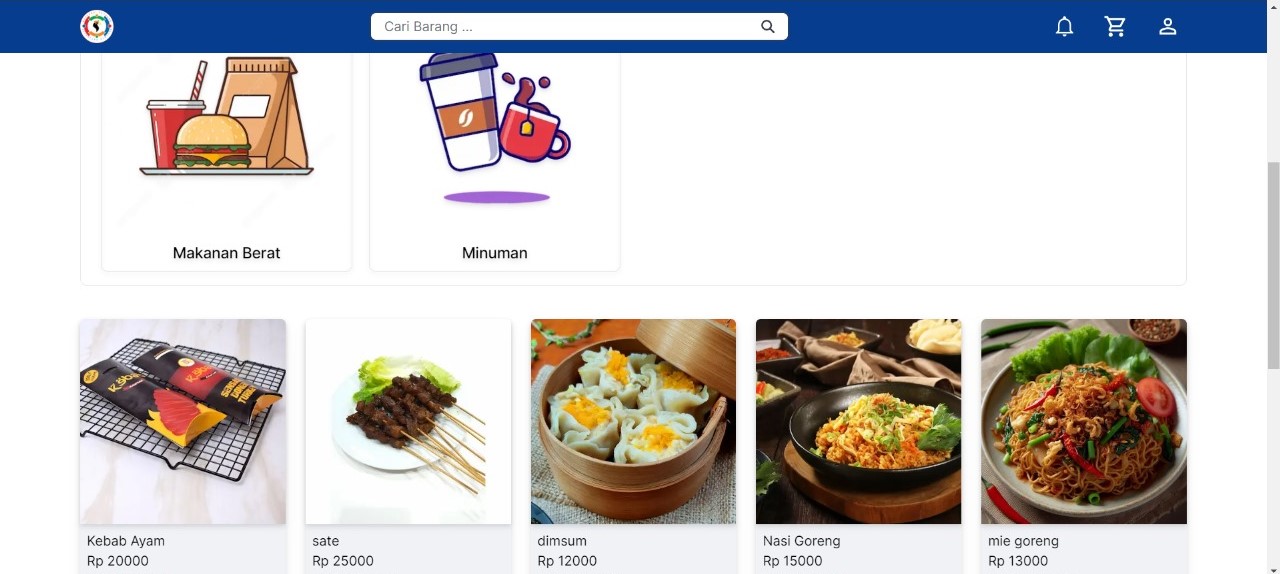 Cari Barang ...
Makanan Berat
Minuman
Kebab Ayam
Rp 20000
sate
Rp 25000
dimsum
Rp 12000
Nasi Goreng
Rp 15000
mie goreng
Rp 13000